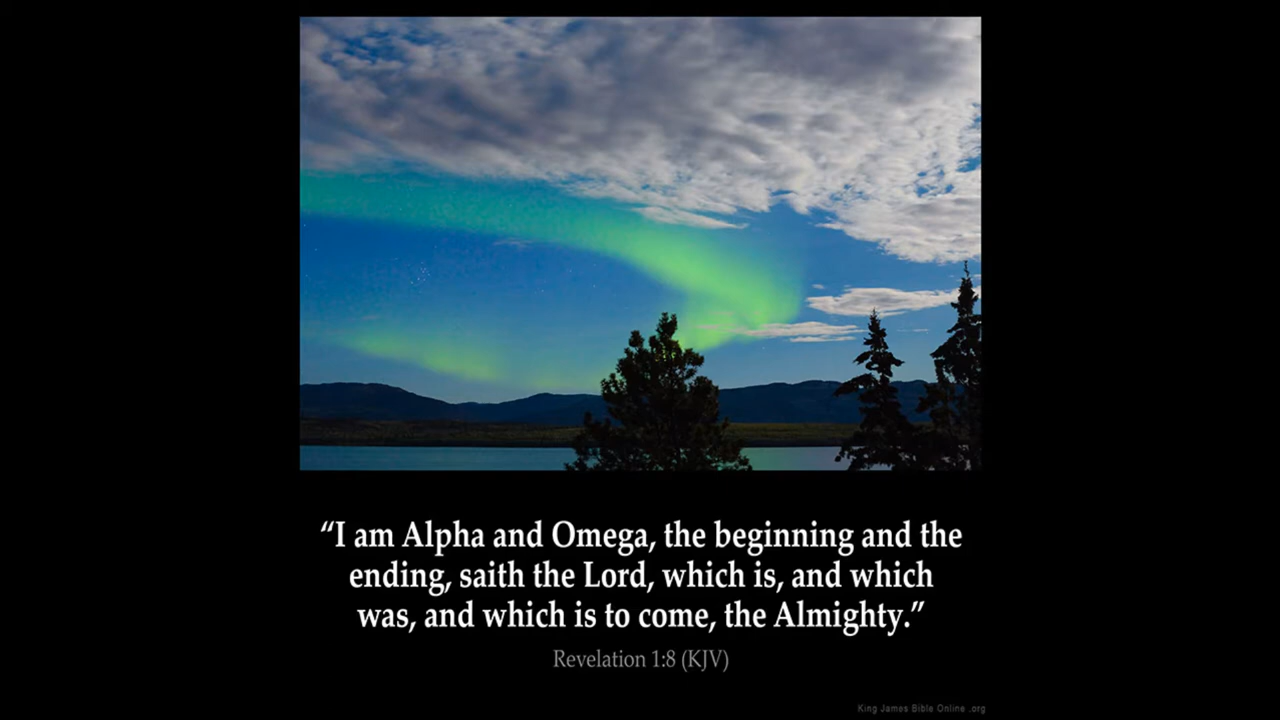 “I am Alpha and Omega, the beginning and the
ending, saith the Lord, which is, and which
was, and which is to come, the Almighty.”
Revelation 1:8 (KJV)
King James Bible Online .org